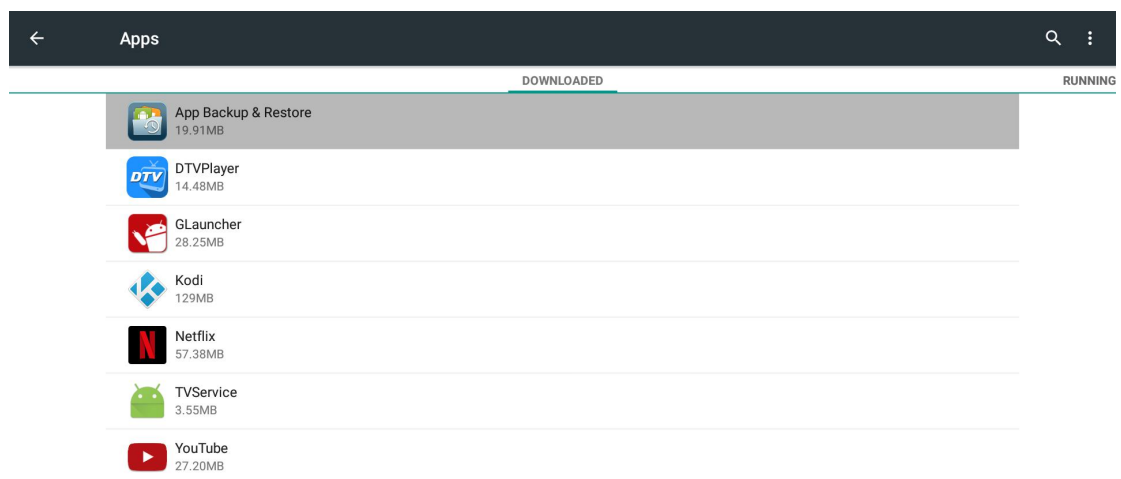 Apps
DOWNLOADED
RUNNING
App Backup & Restore
19.91MB
DTV
DTVPlayer
14.48MB
GLauncher
28.25MB
Kodi
129MB
N
Netflix
57.38MB
TVService
3.55MB
YouTube
27.20MB